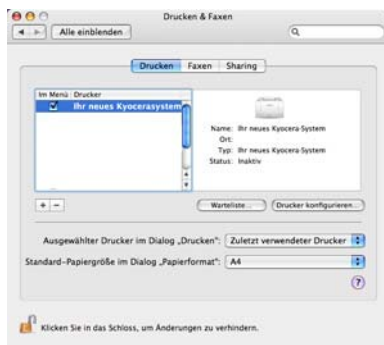 Drucken & Faxen
Alle einblenden
Drucken Faxen Sharing
Im Menü Drucker
Ihr neues Kyocerasystem
Name: Ihr neues Kyocera-System
Ort:
Typ: Ihr neues Kyocera-System
Status: Inaktiv
+ −
Warteliste... Drucker konfigurieren...
Ausgewählter Drucker im Dialog „Drucken“: Zuletzt verwendeter Drucker
Standard-Papiergröße im Dialog „Papierformat“: A4
?
Klicken Sie in das Schloss, um Änderungen zu verhindern.